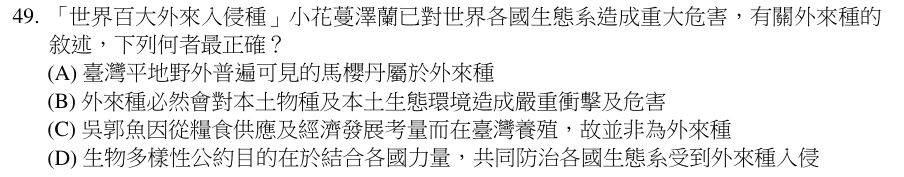 49. 「世界百大外來入侵種」小花蔓澤蘭已對世界各國生態系造成重大危害，有關外來種的
敘述，下列何者最正確？
(A) 臺灣平地野外普遍可見的馬櫻丹屬於外來種
(B) 外來種必然會對本土物種及本土生態環境造成嚴重衝擊及危害
(C) 吳郭魚因從糧食供應及經濟發展考量而在臺灣養殖，故並非為外來種
(D) 生物多樣性公約目的在於結合各國力量，共同防治各國生態系受到外來種入侵